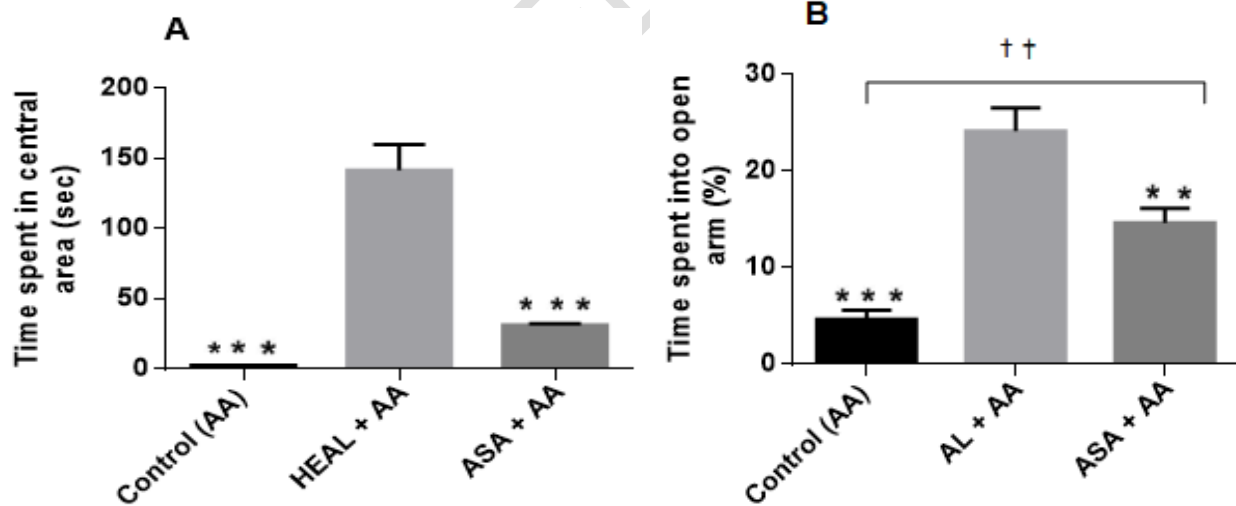 A
Time spent in central
area (sec)
200
150
100
50
0
* * *
* * *
Control (AA)
HEAL + AA
ASA + AA
B
† †
Time spent into open
arm (%)
30
20
10
0
* * *
* *
Control (AA)
AL + AA
ASA + AA